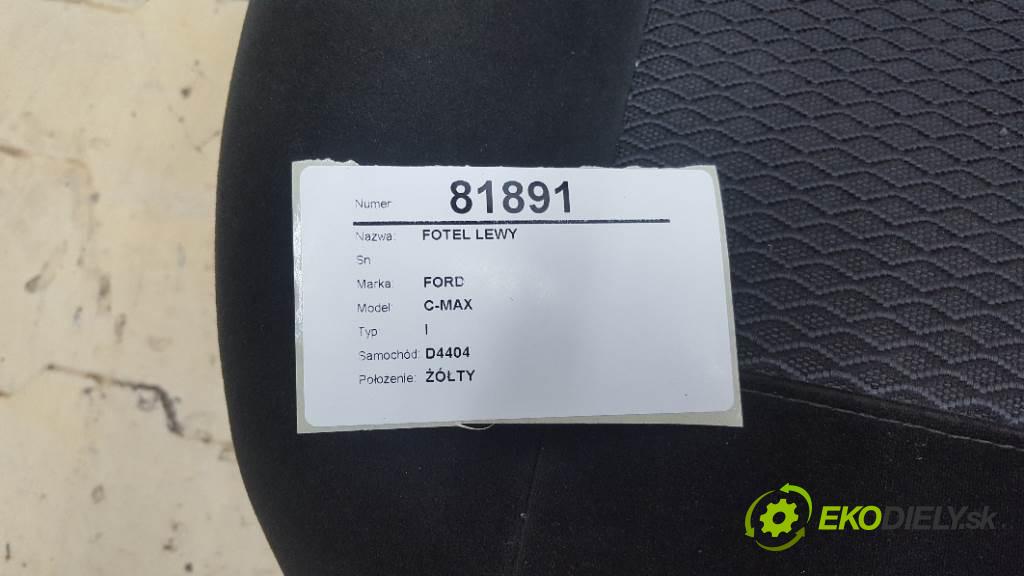 Numer: 81891
Nazwa: FOTEL LEWY
Sn
Marka: FORD
Model: C-MAX
Typ I
Samochód: D4404
Położenie: ŻÓŁTY
EKODIELY.sk